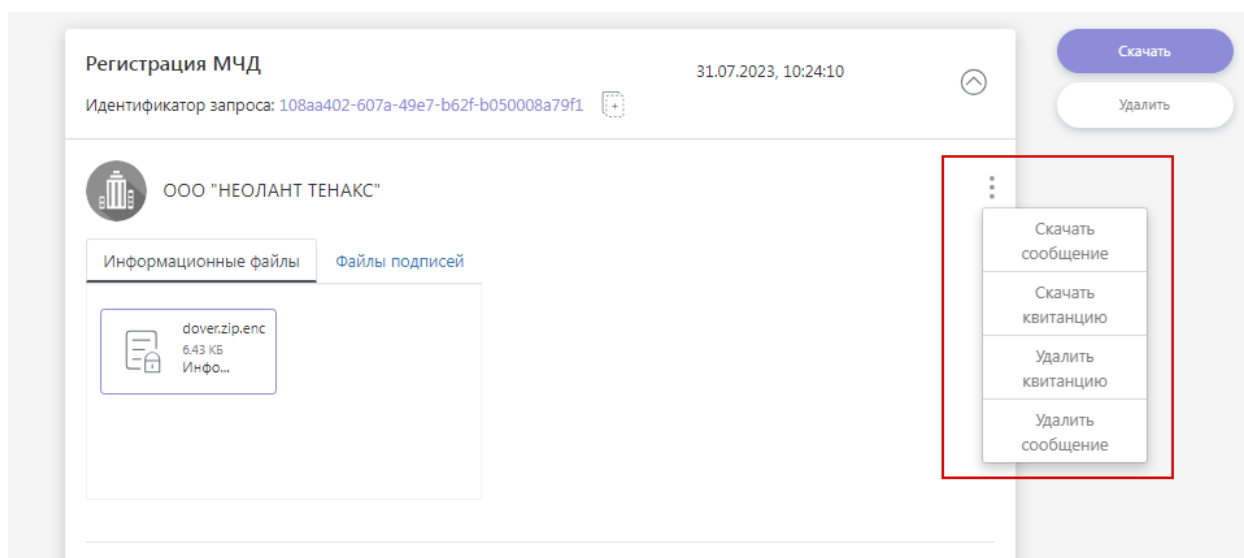 Регистрация МЧД
31.07.2023, 10:24:10
Идентификатор запроса: 108aa402-607a-49e7-b62f-b050008a79f1
Скачать
Удалить
ООО "НЕОЛАНТ ТЕНАКС"
Информационные файлы
Файлы подписей
dover.zip.enc
6.43 КБ
Инфо...
Скачать
сообщение
Скачать
квитанцию
Удалить
квитанцию
Удалить
сообщение